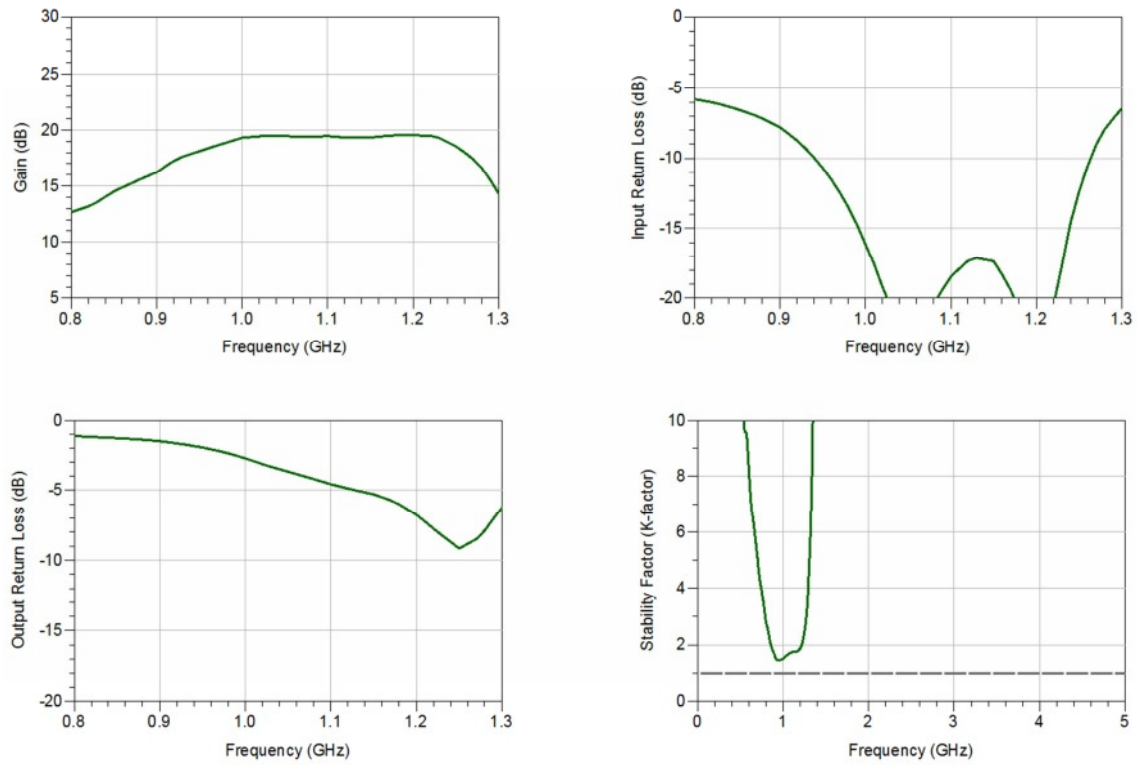 Gain (dB)
30
25
20
15
10
5
0.8 0.9 1.0 1.1 1.2 1.3
Frequency (GHz)
Input Return Loss (dB)
0
-5
-10
-15
-20
0.8 0.9 1.0 1.1 1.2 1.3
Frequency (GHz)
Output Return Loss (dB)
0
-5
-10
-15
-20
0.8 0.9 1.0 1.1 1.2 1.3
Frequency (GHz)
Stability Factor (K-factor)
10
8
6
4
2
0
0 1 2 3 4 5
Frequency (GHz)